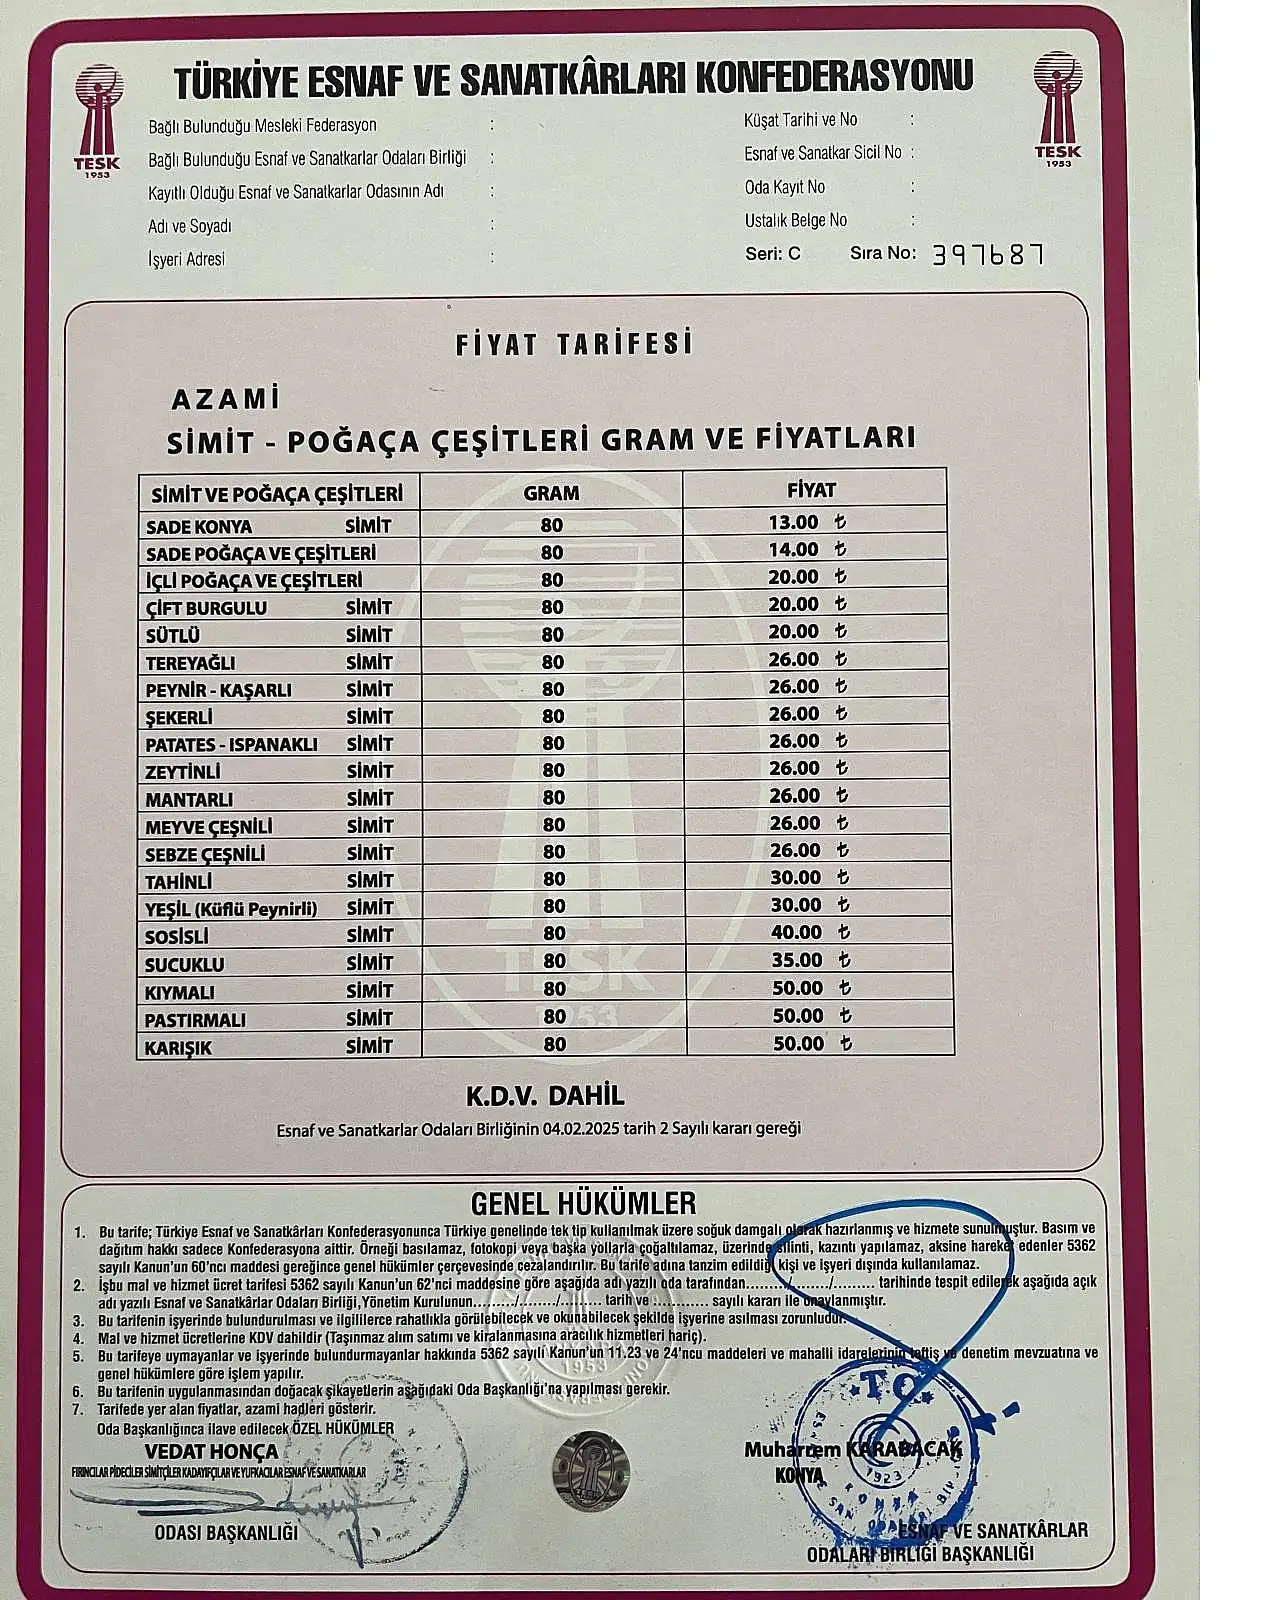 TÜRKİYE ESNAF VE SANATKÂRLARI KONFEDERASYONU
TESK
1953
TESK
1953
Bağlı Bulunduğu Mesleki Federasyon :
Bağlı Bulunduğu Esnaf ve Sanatkarlar Odaları Birliği :
Kayıtlı Olduğu Esnaf ve Sanatkarlar Odasının Adı :
Adı ve Soyadı :
İşyeri Adresi :
Küşat Tarihi ve No :
Esnaf ve Sanatkar Sicil No :
Oda Kayıt No :
Ustalık Belge No :
Seri: C Sıra No: 397687
FİYAT TARİFESİ
AZAMİ
SİMİT - POĞAÇA ÇEŞİTLERİ GRAM VE FİYATLARI
SİMİT VE POĞAÇA ÇEŞİTLERİ GRAM FİYAT
SADE KONYA SİMİT 80 13.00 ₺
SADE POĞAÇA VE ÇEŞİTLERİ 80 14.00 ₺
İÇLİ POĞAÇA VE ÇEŞİTLERİ 80 20.00 ₺
ÇİFT BURGULU SİMİT 80 20.00 ₺
SÜTLÜ SİMİT 80 20.00 ₺
TEREYAĞLI SİMİT 80 26.00 ₺
PEYNİR - KAŞARLI SİMİT 80 26.00 ₺
ŞEKERLİ SİMİT 80 26.00 ₺
PATATES - ISPANAKLI SİMİT 80 26.00 ₺
ZEYTİNLİ SİMİT 80 26.00 ₺
MANTARLI SİMİT 80 26.00 ₺
MEYVE ÇEŞNİLİ SİMİT 80 26.00 ₺
SEBZE ÇEŞNİLİ SİMİT 80 26.00 ₺
TAHİNLİ SİMİT 80 30.00 ₺
YEŞİL (Küflü Peynirli) SİMİT 80 30.00 ₺
SOSİSLİ SİMİT 80 40.00 ₺
SUCUKLU SİMİT 80 35.00 ₺
KIYMALI SİMİT 80 50.00 ₺
PASTIRMALI SİMİT 80 50.00 ₺
KARIŞIK SİMİT 80 50.00 ₺
TESK
1953
K.D.V. DAHİL
Esnaf ve Sanatkarlar Odaları Birliğinin 04.02.2025 tarih 2 Sayılı kararı gereği
GENEL HÜKÜMLER
1. Bu tarife; Türkiye Esnaf ve Sanatkârları Konfederasyonunca Türkiye genelinde tek tip kullanılmak üzere soğuk damgalı olarak hazırlanmış ve hizmete sunulmuştur. Basım ve
dağıtım hakkı sadece Konfederasyona aittir. Örneği basılamaz, fotokopi veya başka yollarla çoğaltılamaz, üzerinde silinti, kazıntı yapılamaz, aksine hareket edenler 5362
sayılı Kanun'un 60'ncı maddesi gereğince genel hükümler çerçevesinde cezalandırılır. Bu tarife adına tanzim edildiği kişi ve işyeri dışında kullanılamaz.
2. İşbu mal ve hizmet ücret tarifesi 5362 sayılı Kanun'un 62'nci maddesine göre aşağıda adı yazılı oda tarafından........./......../......... tarihinde tespit edilerek aşağıda açık
adı yazılı Esnaf ve Sanatkârlar Odaları Birliği,Yönetim Kurulunun........./......../......... tarih ve ............ sayılı kararı ile onaylanmıştır.
3. Bu tarifenin işyerinde bulundurulması ve ilgililerce rahatlıkla görülebilecek ve okunabilecek şekilde işyerine asılması zorunludur.
4. Mal ve hizmet ücretlerine KDV dahildir (Taşınmaz alım satımı ve kiralanmasına aracılık hizmetleri hariç).
5. Bu tarifeye uymayanlar ve işyerinde bulundurmayanlar hakkında 5362 sayılı Kanun'un 11.23 ve 24'ncu maddeleri ve mahalli idarelerinin teftiş ve denetim mevzuatına ve
genel hükümlere göre işlem yapılır.
6. Bu tarifenin uygulanmasından doğacak şikayetlerin aşağıdaki Oda Başkanlığı'na yapılması gerekir.
7. Tarifede yer alan fiyatlar, azami hadleri gösterir.
Oda Başkanlığınca ilave edilecek ÖZEL HÜKÜMLER
VEDAT HONÇA
FIRINCILAR PİDECİLER SİMİTÇİLER KADAYIFÇILAR VE YUFKACILAR ESNAF VE SANATKARLAR
ODASI BAŞKANLIĞI
1953
T.C.
1923
KONYA
Muharrem KARABACAK
KONYA
ESNAF VE SANATKÂRLAR
ODALARI BİRLİĞİ BAŞKANLIĞI